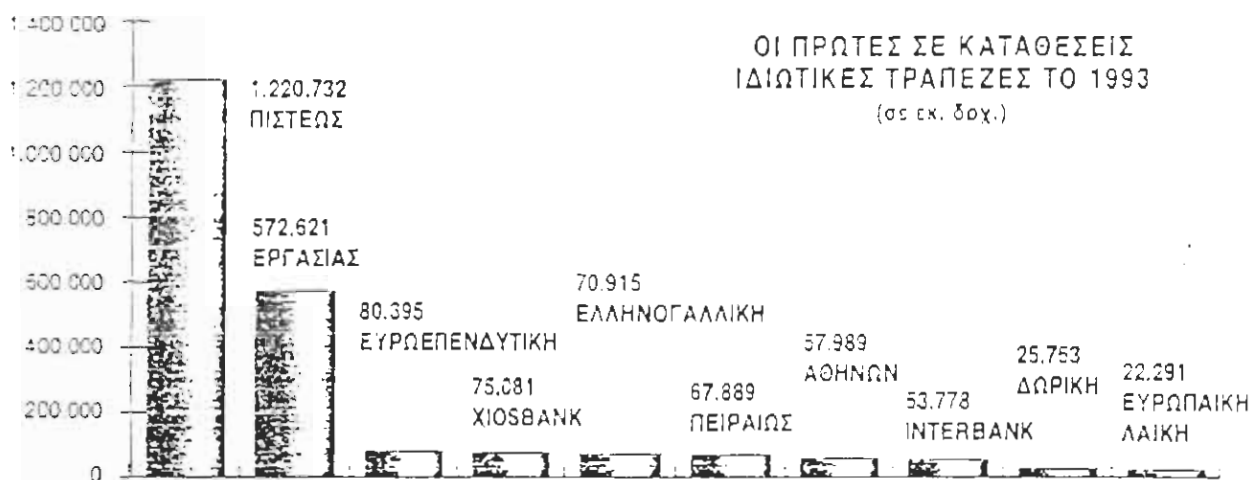 ΟΙ ΠΡΩΤΕΣ ΣΕ ΚΑΤΑΘΕΣΕΙΣ
ΙΔΙΩΤΙΚΕΣ ΤΡΑΠΕΖΕΣ ΤΟ 1993
(σε εκ. δρχ.)
1.400.000
1.200.000
1.000.000
800.000
600.000
400.000
200.000
0
1.220.732
ΠΙΣΤΕΩΣ
572.621
ΕΡΓΑΣΙΑΣ
80.395
ΕΥΡΩΕΠΕΝΔΥΤΙΚΗ
75.081
XIOSBANK
70.915
ΕΛΛΗΝΟΓΑΛΛΙΚΗ
67.889
ΠΕΙΡΑΙΩΣ
57.989
ΑΘΗΝΩΝ
53.778
INTERBANK
25.753
ΔΩΡΙΚΗ
22.291
ΕΥΡΩΠΑΙΚΗ
ΛΑΙΚΗ